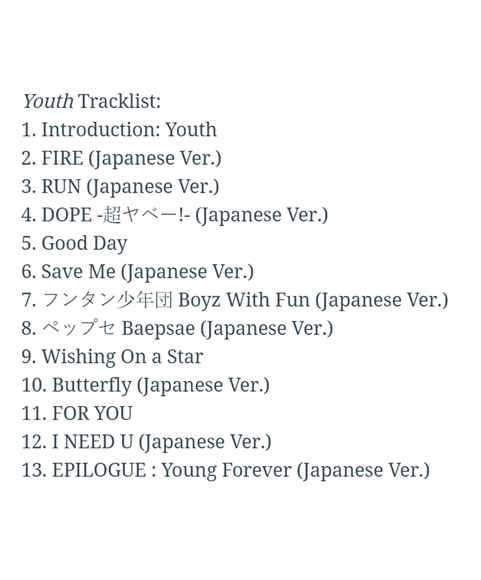 Youth Tracklist:
1. Introduction: Youth
2. FIRE (Japanese Ver.)
3. RUN (Japanese Ver.)
4. DOPE -超ヤベー!- (Japanese Ver.)
5. Good Day
6. Save Me (Japanese Ver.)
7. フンタン少年団 Boyz With Fun (Japanese Ver.)
8. ペップセ Baepsae (Japanese Ver.)
9. Wishing On a Star
10. Butterfly (Japanese Ver.)
11. FOR YOU
12. I NEED U (Japanese Ver.)
13. EPILOGUE : Young Forever (Japanese Ver.)